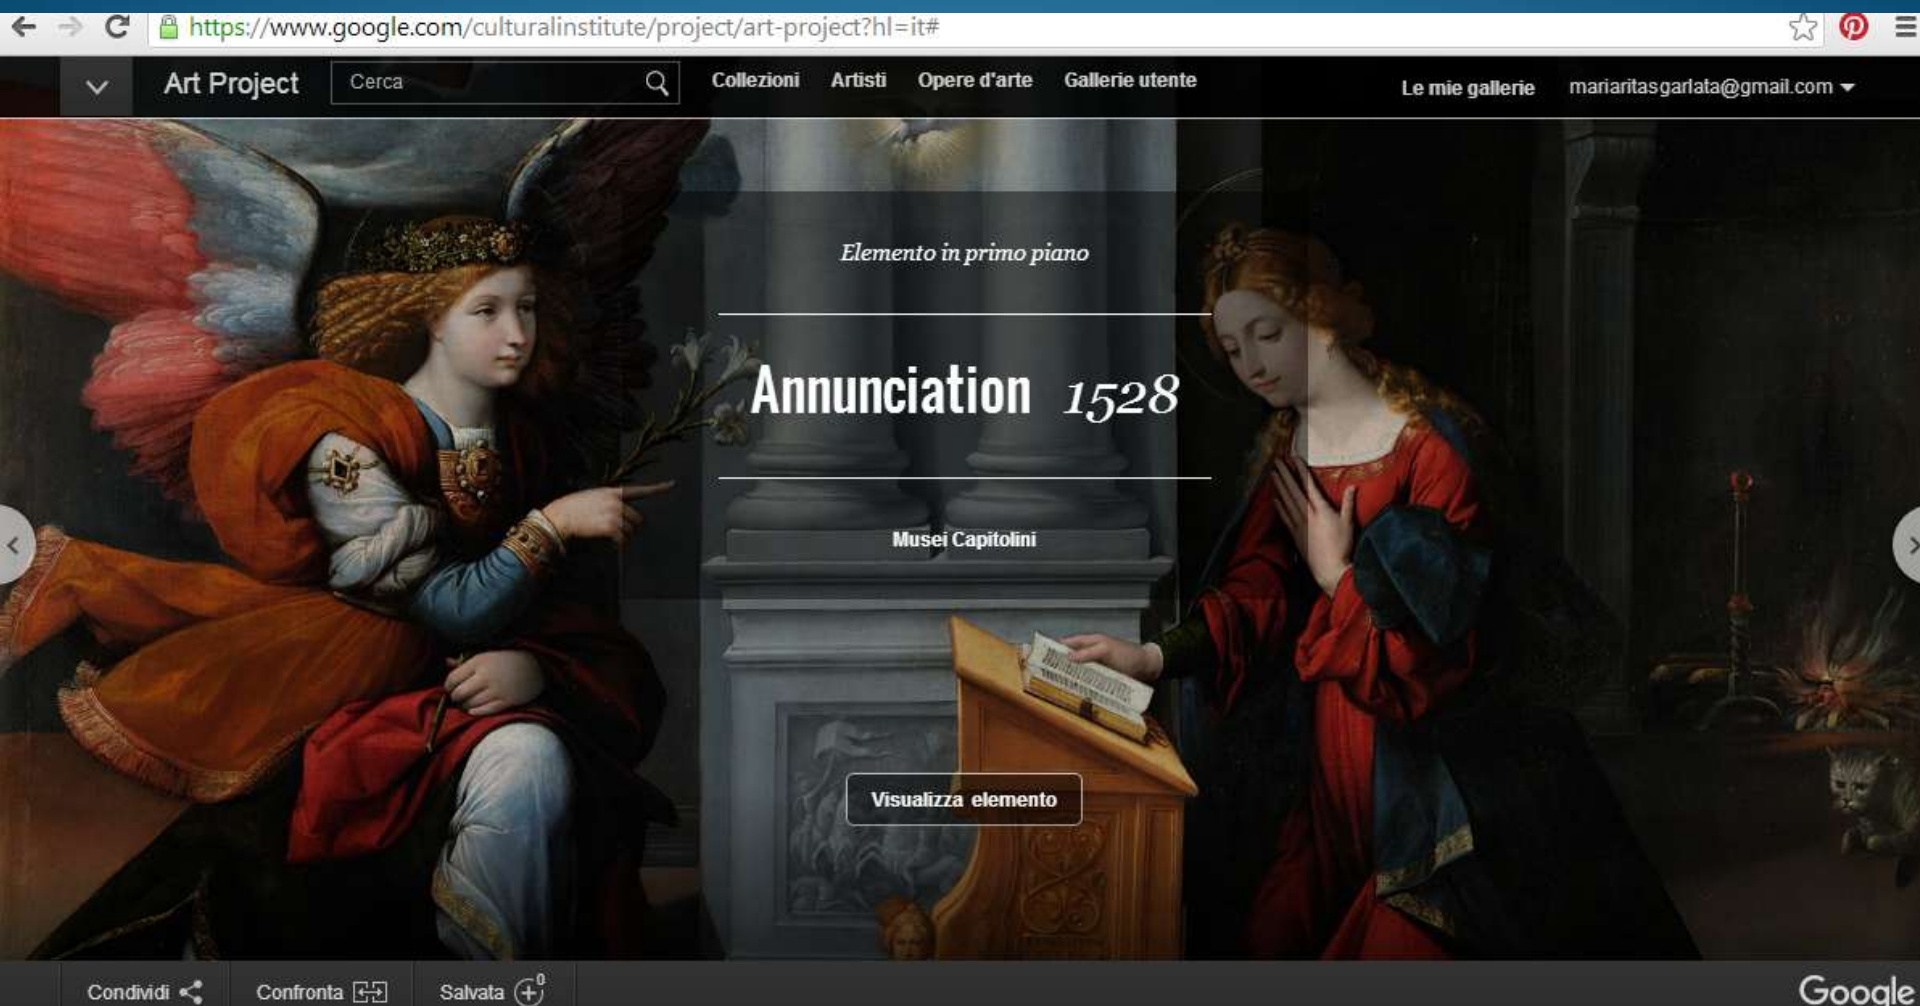 https://www.google.com/culturalinstitute/project/art-project?hl=it#
Art Project Cerca Collezioni Artisti Opere d'arte Gallerie utente Le mie gallerie mariaritasgarlata@gmail.com
Elemento in primo piano
Annunciation 1528
Musei Capitolini
Visualizza elemento
Condividi Confronta Salvata 0 Google